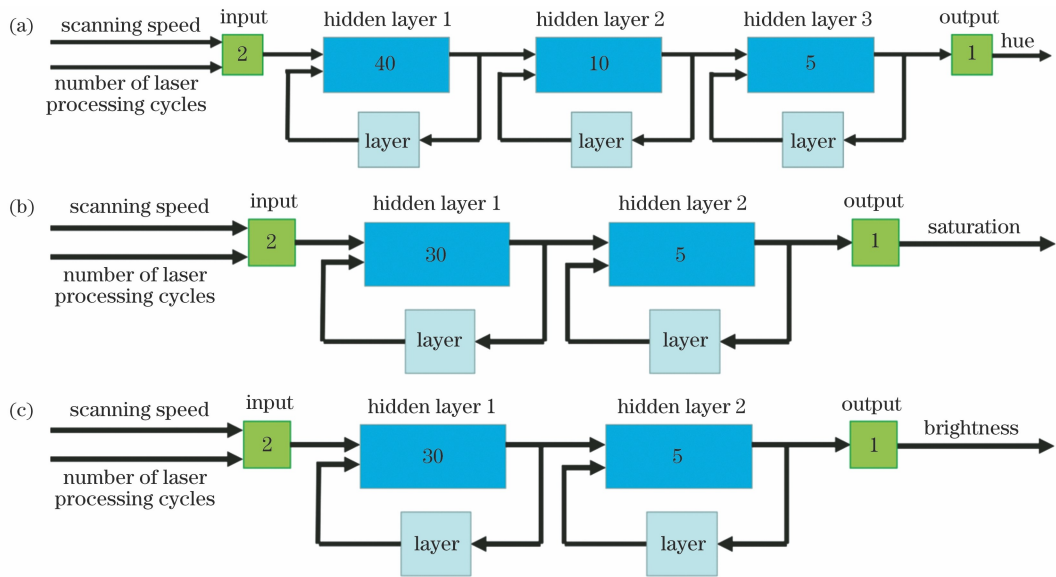 (a)
scanning speed
number of laser
processing cycles
input
2
hidden layer 1
40
layer
hidden layer 2
10
layer
hidden layer 3
5
layer
output
1
hue
(b)
scanning speed
number of laser
processing cycles
input
2
hidden layer 1
30
layer
hidden layer 2
5
layer
output
1
saturation
(c)
scanning speed
number of laser
processing cycles
input
2
hidden layer 1
30
layer
hidden layer 2
5
layer
output
1
brightness